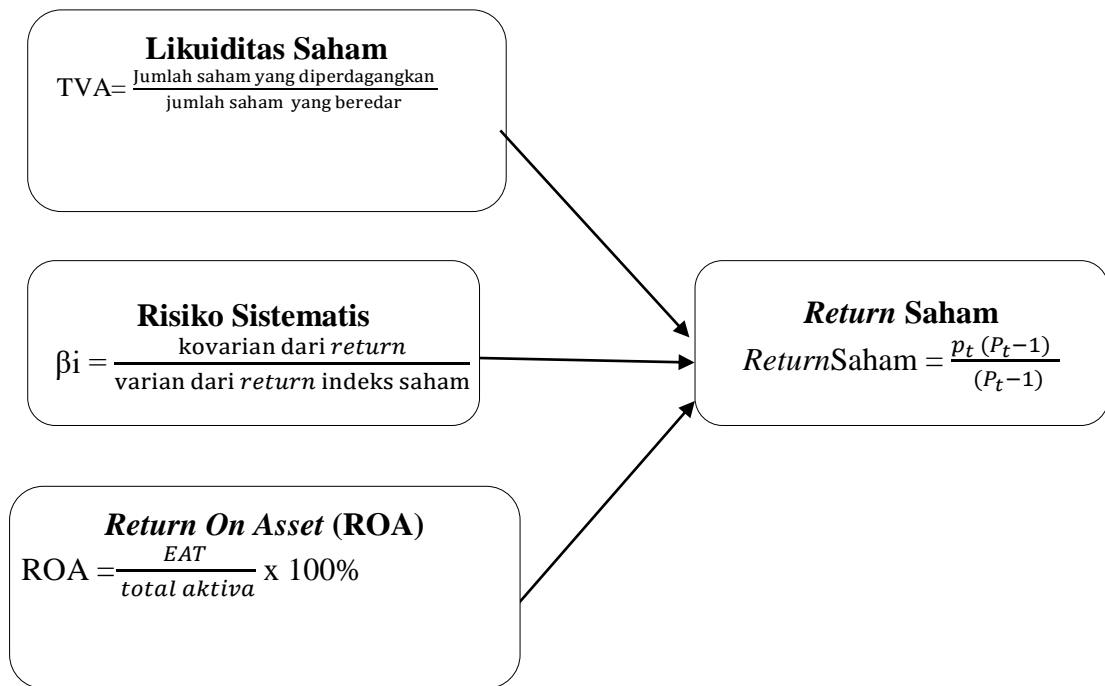 Likuiditas Saham
TVA= Jumlah saham yang diperdagangkan / jumlah saham yang beredar
Risiko Sistematis
βi = kovarian dari return / varian dari return indeks saham
Return On Asset (ROA)
ROA = EAT / total aktiva x 100%
Return Saham
ReturnSaham = p_t (P_t−1) / (P_t−1)